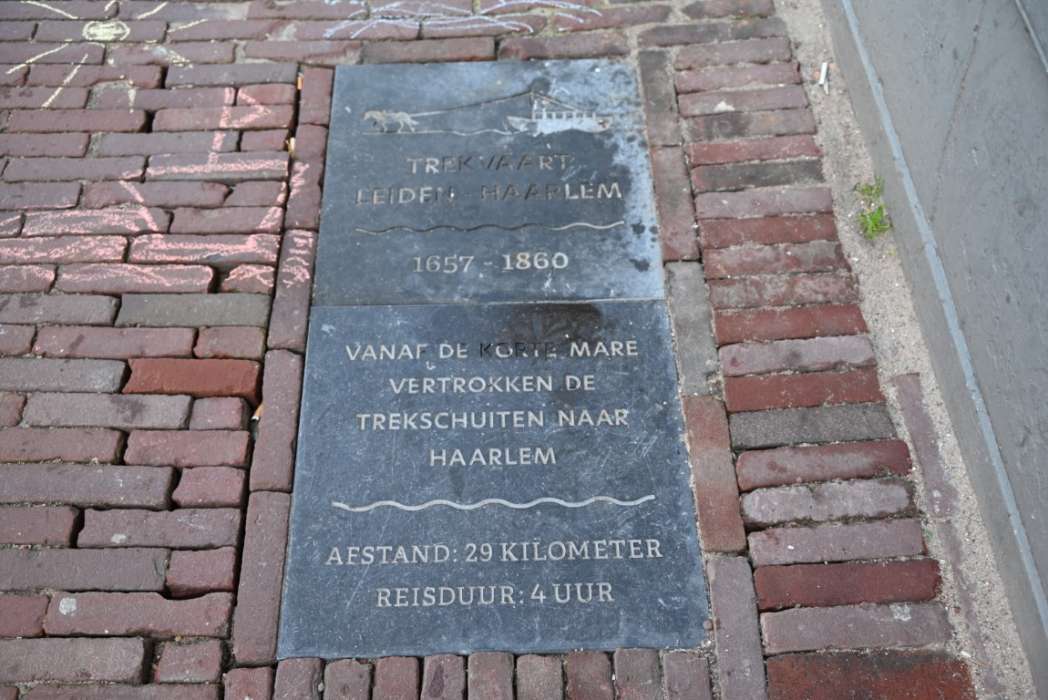 TREKVAART
LEIDEN - HAARLEM
1657 - 1860
VANAF DE KORTE MARE
VERTROKKEN DE
TREKSCHUITEN NAAR
HAARLEM
AFSTAND: 29 KILOMETER
REISDUUR: 4 UUR